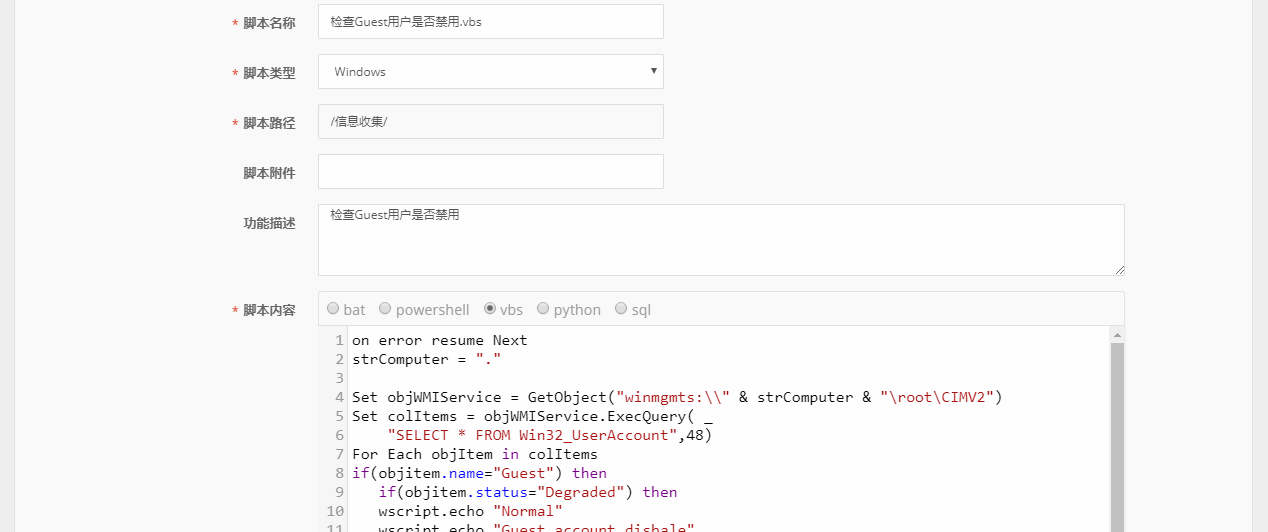 * 脚本名称 检查Guest用户是否禁用.vbs
* 脚本类型 Windows
* 脚本路径 /信息收集/
脚本附件
功能描述 检查Guest用户是否禁用
* 脚本内容 bat powershell vbs python sql
1 on error resume Next
2 strComputer = "."
3
4 Set objWMIService = GetObject("winmgmts:\\" & strComputer & "\root\CIMV2")
5 Set colItems = objWMIService.ExecQuery( _
6 "SELECT * FROM Win32_UserAccount",48)
7 For Each objItem in colItems
8 if(objitem.name="Guest") then
9 if(objitem.status="Degraded") then
10 wscript.echo "Normal"
11 wscript.echo "Guest account disbale"